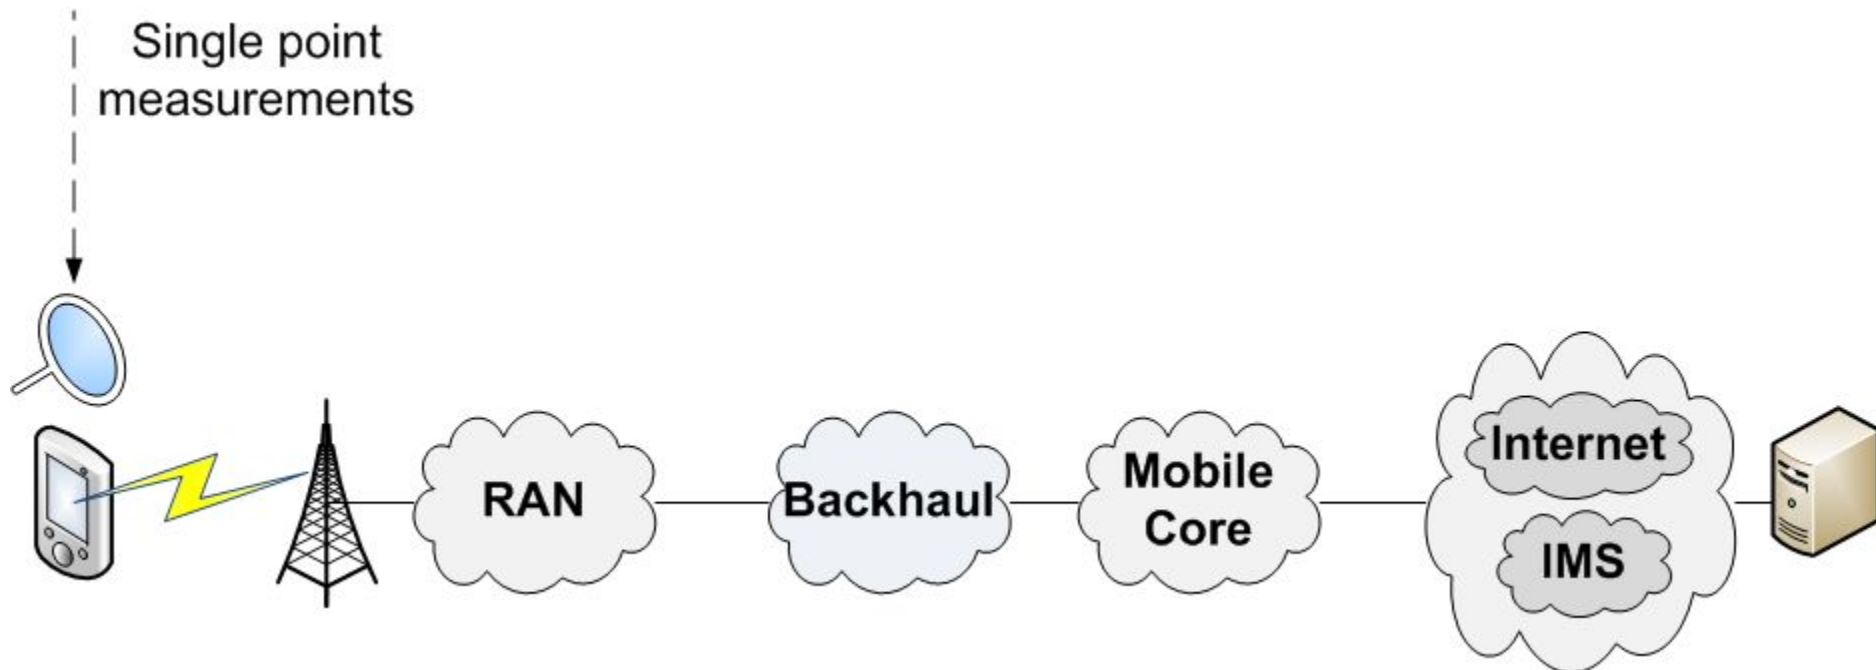 Single point
measurements
RAN
Backhaul
Mobile
Core
Internet
IMS